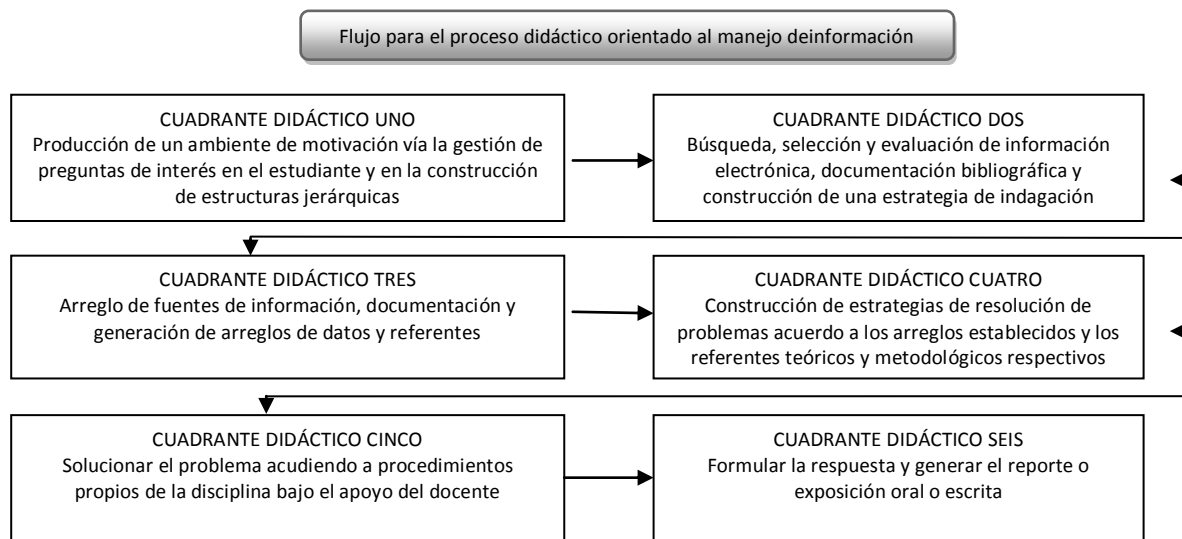 Flujo para el proceso didáctico orientado al manejo deinformación
CUADRANTE DIDÁCTICO UNO
Producción de un ambiente de motivación vía la gestión de
preguntas de interés en el estudiante y en la construcción
de estructuras jerárquicas
CUADRANTE DIDÁCTICO DOS
Búsqueda, selección y evaluación de información
electrónica, documentación bibliográfica y
construcción de una estrategia de indagación
CUADRANTE DIDÁCTICO TRES
Arreglo de fuentes de información, documentación y
generación de arreglos de datos y referentes
CUADRANTE DIDÁCTICO CUATRO
Construcción de estrategias de resolución de
problemas acuerdo a los arreglos establecidos y los
referentes teóricos y metodológicos respectivos
CUADRANTE DIDÁCTICO CINCO
Solucionar el problema acudiendo a procedimientos
propios de la disciplina bajo el apoyo del docente
CUADRANTE DIDÁCTICO SEIS
Formular la respuesta y generar el reporte o
exposición oral o escrita